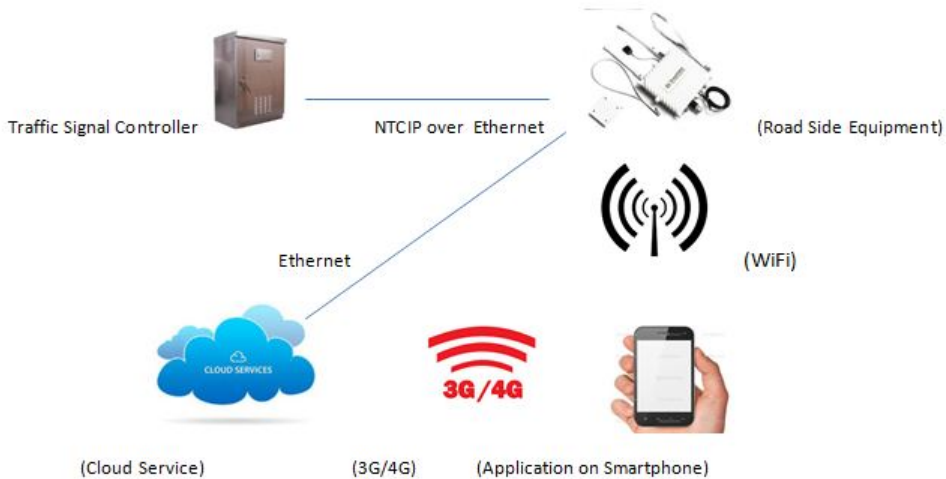 Traffic Signal Controller
NTCIP over Ethernet
(Road Side Equipment)
Ethernet
(WiFi)
CLOUD SERVICES
3G/4G
(Cloud Service)
(3G/4G)
(Application on Smartphone)